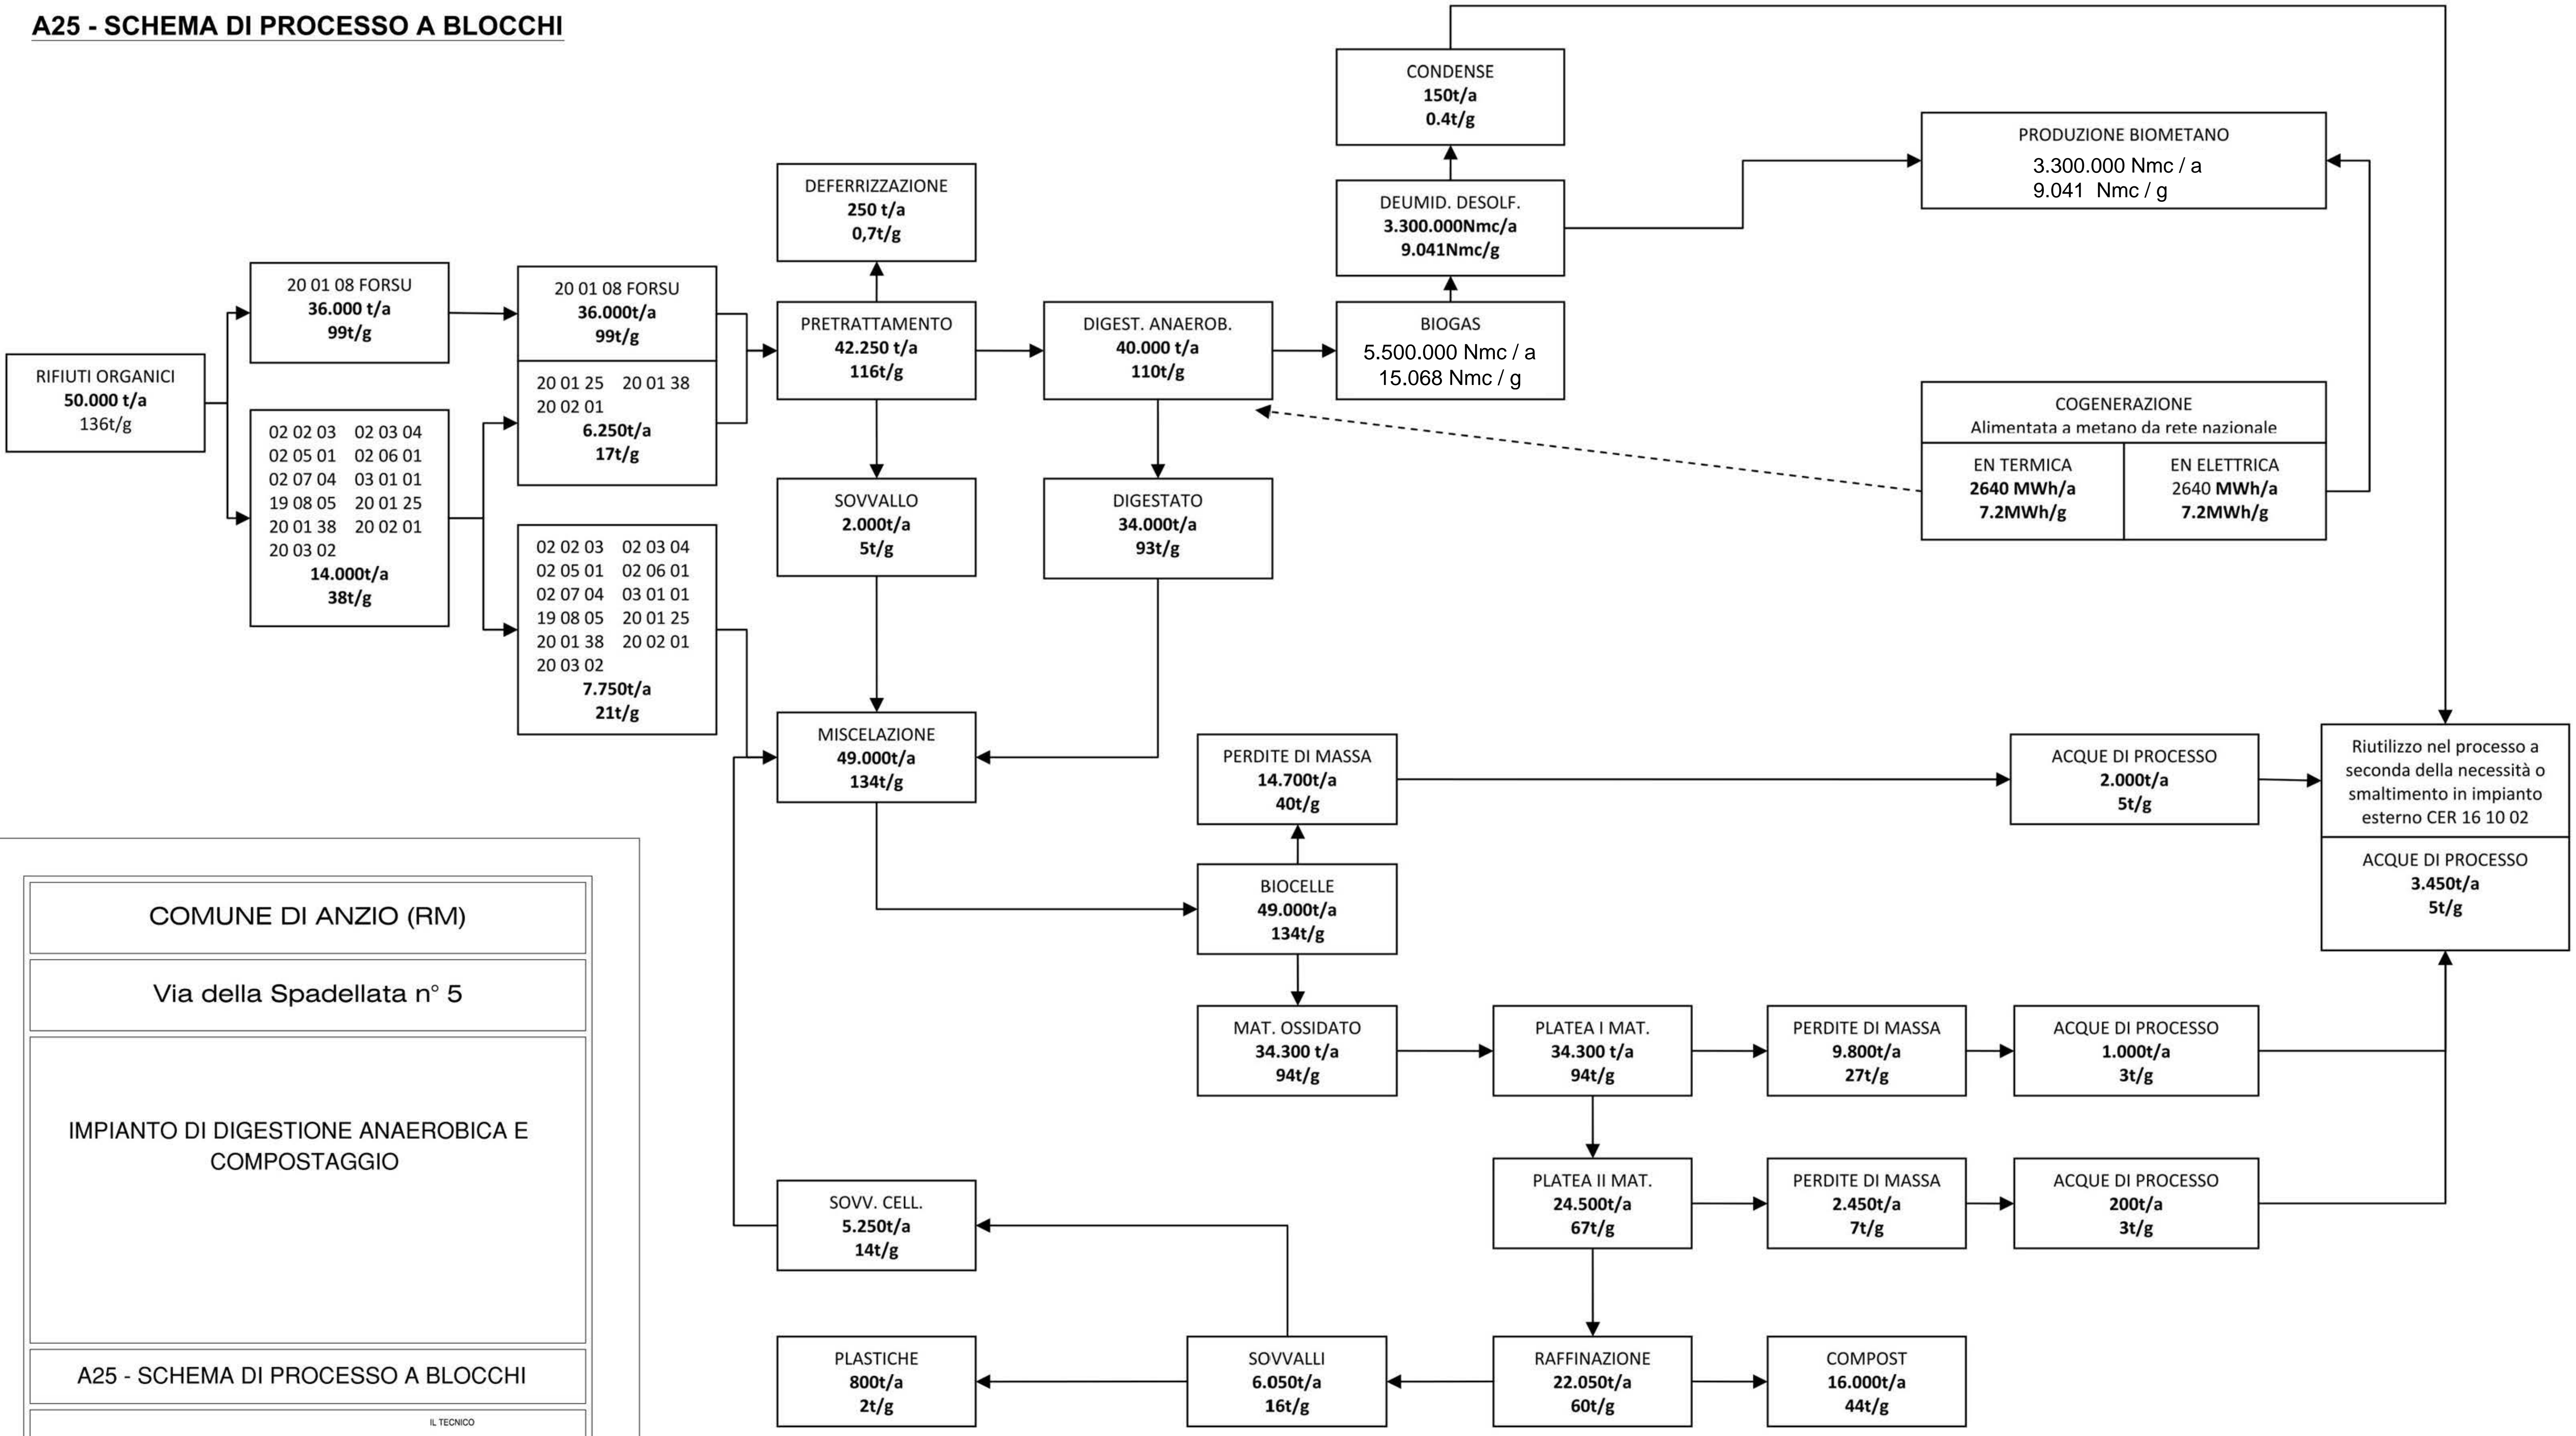 A25 - SCHEMA DI PROCESSO A BLOCCHI
CONDENSE
150t/a
0.4t/g
PRODUZIONE BIOMETANO
3.300.000 Nmc / a
9.041 Nmc / g
DEFERRIZZAZIONE
250 t/a
0,7t/g
DEUMID. DESOLF.
3.300.000Nmc/a
9.041Nmc/g
20 01 08 FORSU
36.000 t/a
99t/g
20 01 08 FORSU
36.000t/a
99t/g
20 01 25 20 01 38
20 02 01
6.250t/a
17t/g
PRETRATTAMENTO
42.250 t/a
116t/g
DIGEST. ANAEROB.
40.000 t/a
110t/g
BIOGAS
5.500.000 Nmc / a
15.068 Nmc / g
RIFIUTI ORGANICI
50.000 t/a
136t/g
02 02 03 02 03 04
02 05 01 02 06 01
02 07 04 03 01 01
19 08 05 20 01 25
20 01 38 20 02 01
20 03 02
14.000t/a
38t/g
COGENERAZIONE
Alimentata a metano da rete nazionale
EN TERMICA
2640 MWh/a
7.2MWh/g
EN ELETTRICA
2640 MWh/a
7.2MWh/g
SOVVALLO
2.000t/a
5t/g
DIGESTATO
34.000t/a
93t/g
02 02 03 02 03 04
02 05 01 02 06 01
02 07 04 03 01 01
19 08 05 20 01 25
20 01 38 20 02 01
20 03 02
7.750t/a
21t/g
MISCELAZIONE
49.000t/a
134t/g
PERDITE DI MASSA
14.700t/a
40t/g
ACQUE DI PROCESSO
2.000t/a
5t/g
Riutilizzo nel processo a
seconda della necessità o
smaltimento in impianto
esterno CER 16 10 02
ACQUE DI PROCESSO
3.450t/a
5t/g
BIOCELLE
49.000t/a
134t/g
MAT. OSSIDATO
34.300 t/a
94t/g
PLATEA I MAT.
34.300 t/a
94t/g
PERDITE DI MASSA
9.800t/a
27t/g
ACQUE DI PROCESSO
1.000t/a
3t/g
PLATEA II MAT.
24.500t/a
67t/g
PERDITE DI MASSA
2.450t/a
7t/g
ACQUE DI PROCESSO
200t/a
3t/g
SOVV. CELL.
5.250t/a
14t/g
PLASTICHE
800t/a
2t/g
SOVVALLI
6.050t/a
16t/g
RAFFINAZIONE
22.050t/a
60t/g
COMPOST
16.000t/a
44t/g
COMUNE DI ANZIO (RM)
Via della Spadellata n° 5
IMPIANTO DI DIGESTIONE ANAEROBICA E
COMPOSTAGGIO
A25 - SCHEMA DI PROCESSO A BLOCCHI
IL TECNICO